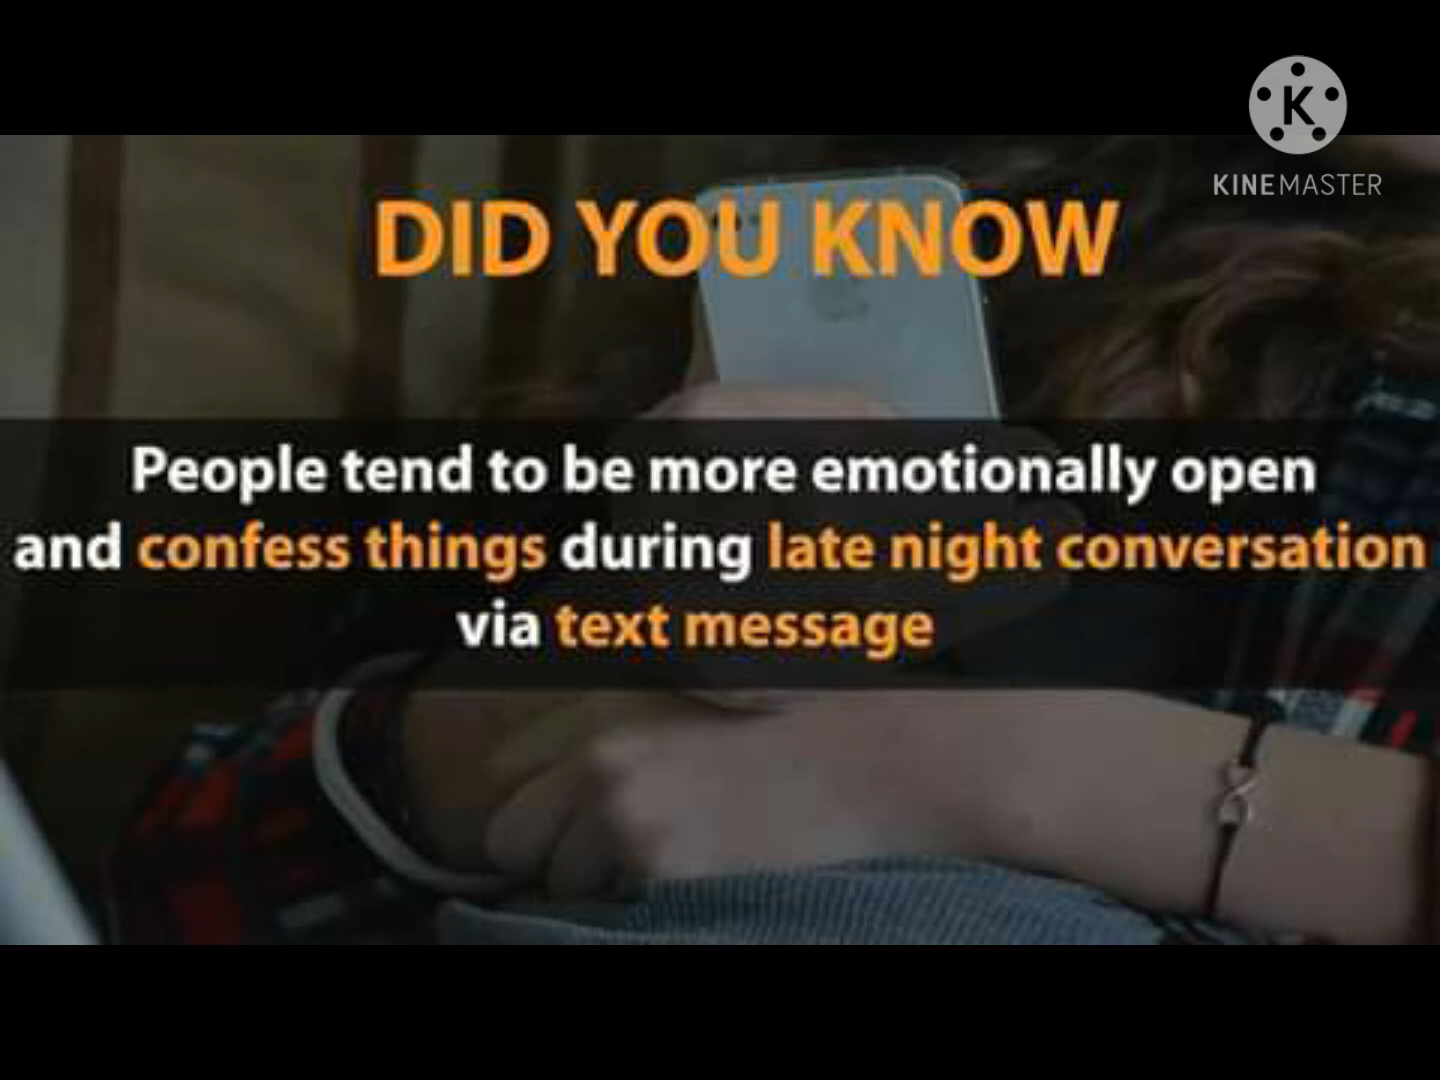 KINEMASTER
DID YOU KNOW
People tend to be more emotionally open
and confess things during late night conversation
via text message